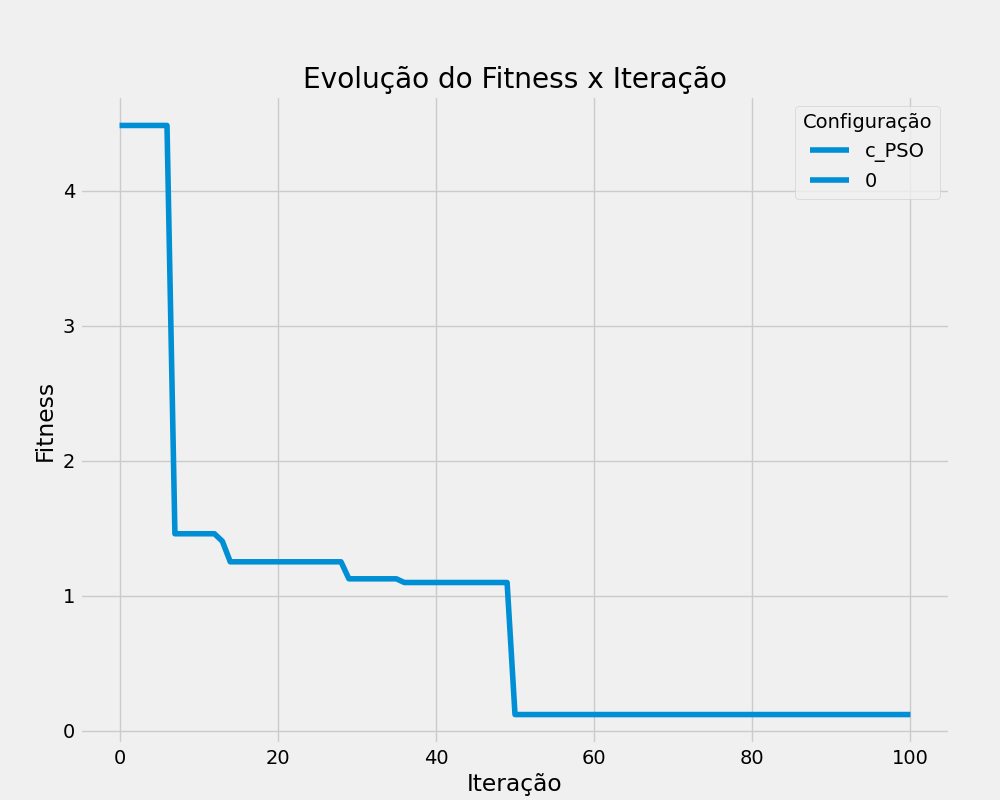 Evolução do Fitness x Iteração
Configuração
c_PSO
0
Fitness
4
3
2
1
0
0 20 40 60 80 100
Iteração